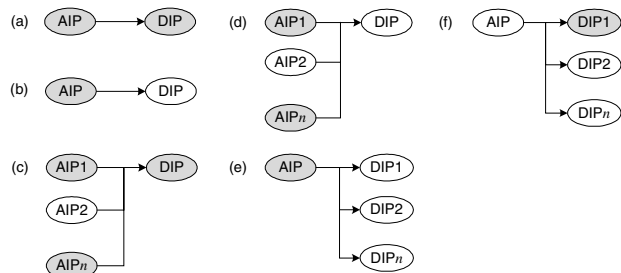 (a) AIP DIP
(b) AIP DIP
(c) AIP1 DIP
AIP2
AIPn
(d) AIP1 DIP
AIP2
AIPn
(e) AIP DIP1
DIP2
DIPn
(f) AIP DIP1
DIP2
DIPn